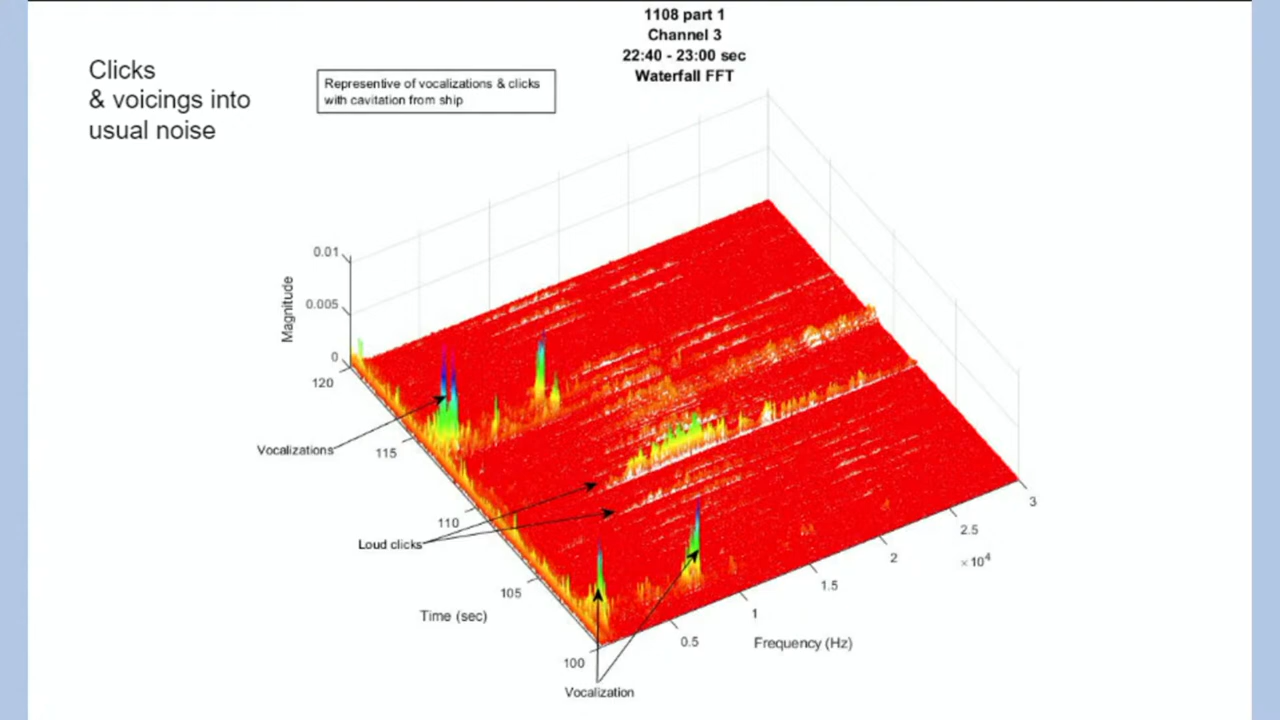 1108 part 1
Channel 3
22:40 - 23:00 sec
Waterfall FFT
Clicks
& voicings into
usual noise
Representive of vocalizations & clicks
with cavitation from ship
Magnitude
0.01
0.005
0
120
115
110
105
100
Time (sec)
0.5
1
1.5
2
2.5
3
×10⁴
Frequency (Hz)
Vocalizations
Loud clicks
Vocalization